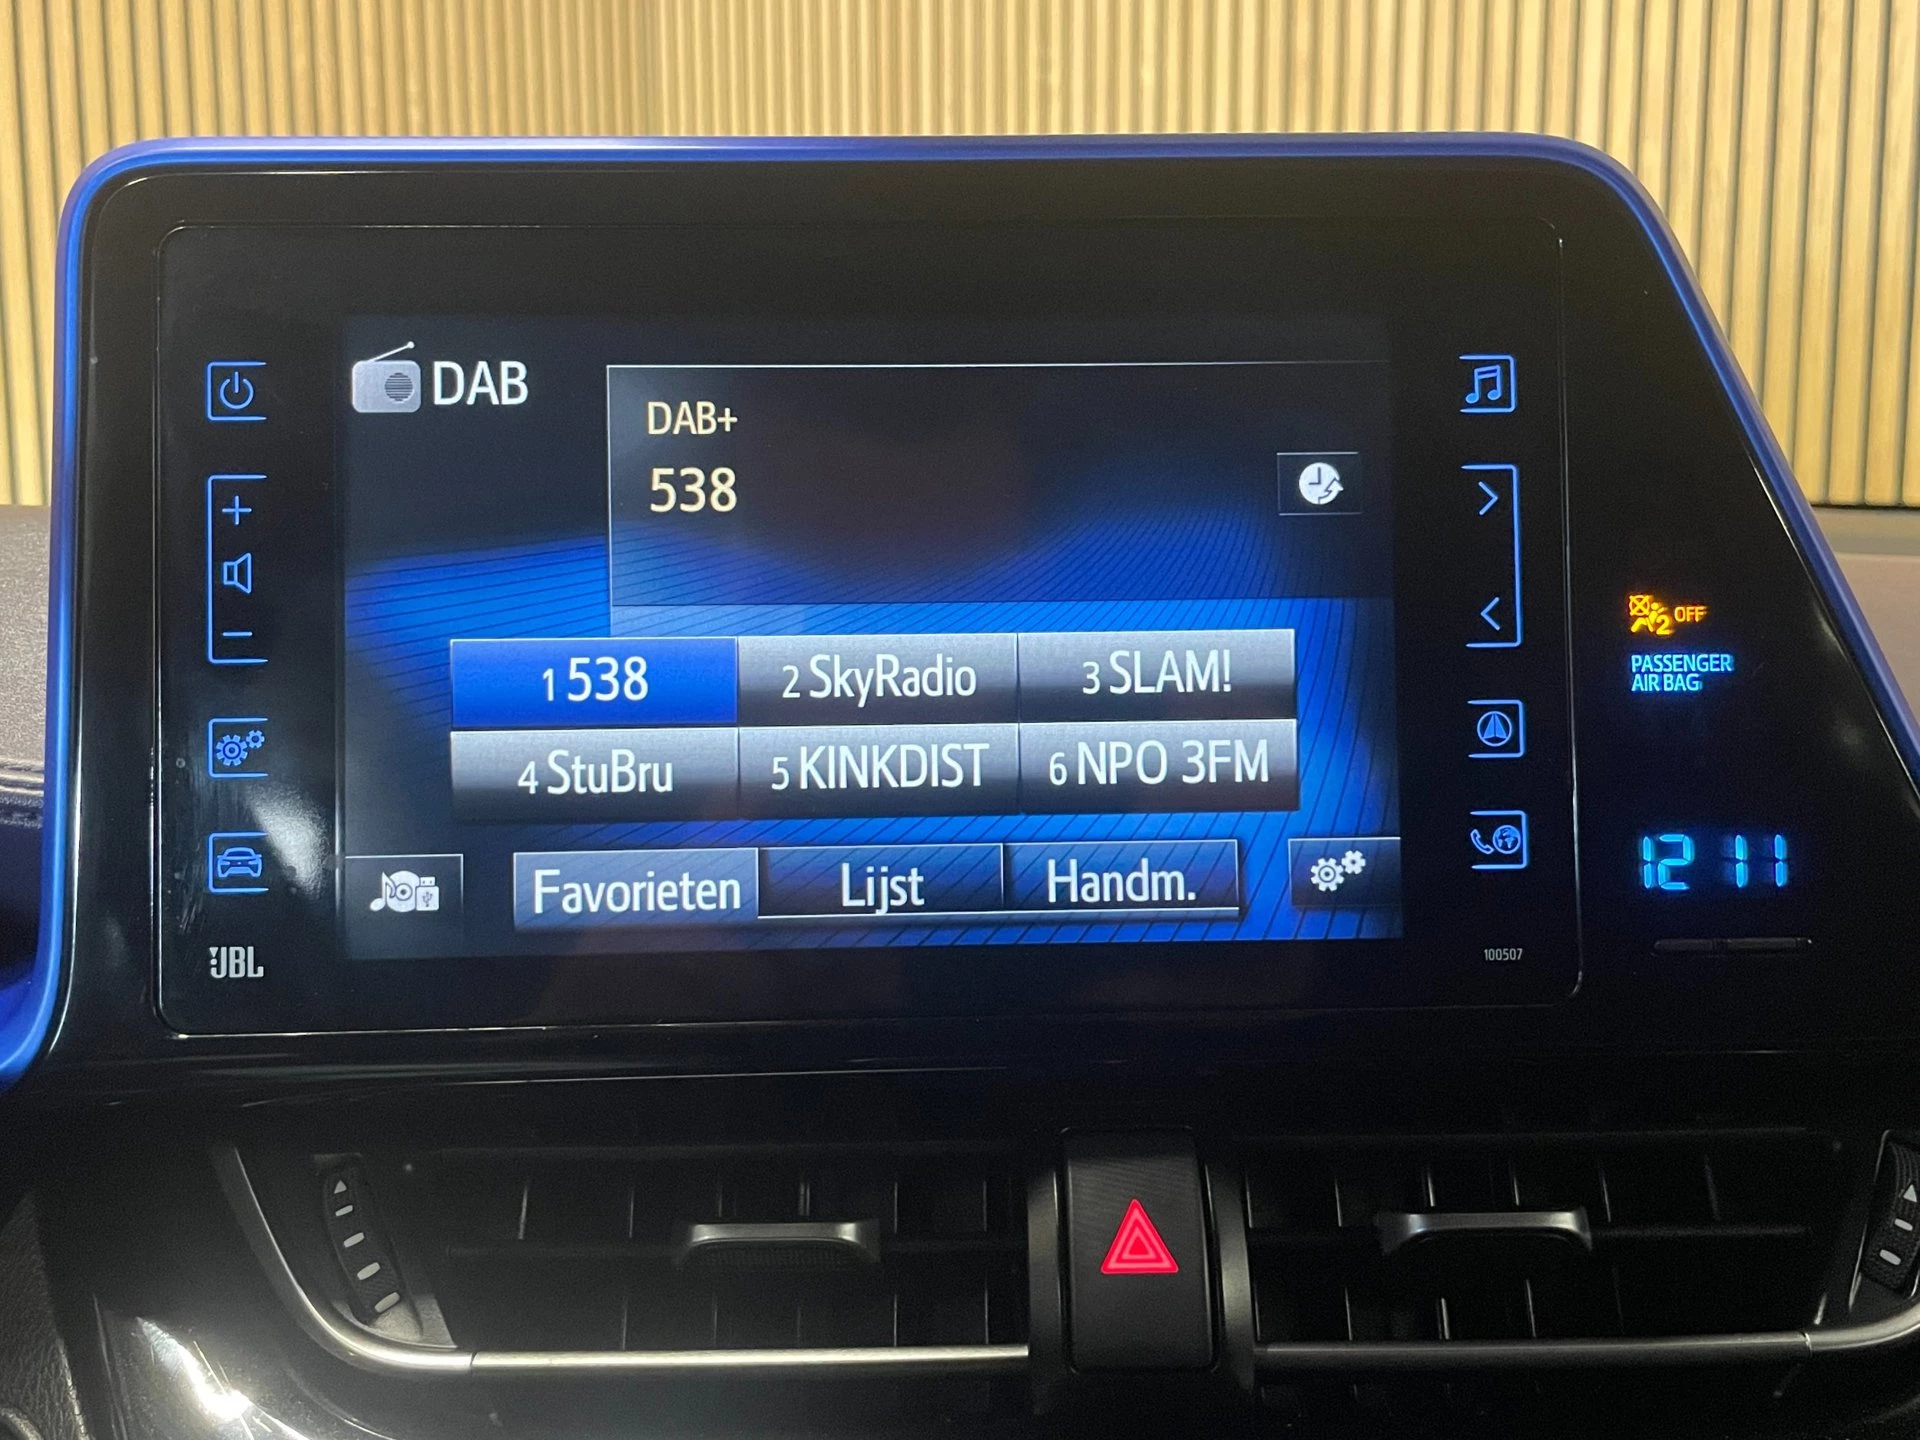 DAB
DAB+
538
1 538
2 SkyRadio
3 SLAM!
4 StuBru
5 KINKDIST
6 NPO 3FM
Favorieten
Lijst
Handm.
JBL
100507
2 OFF
PASSENGER
AIR BAG
12 11